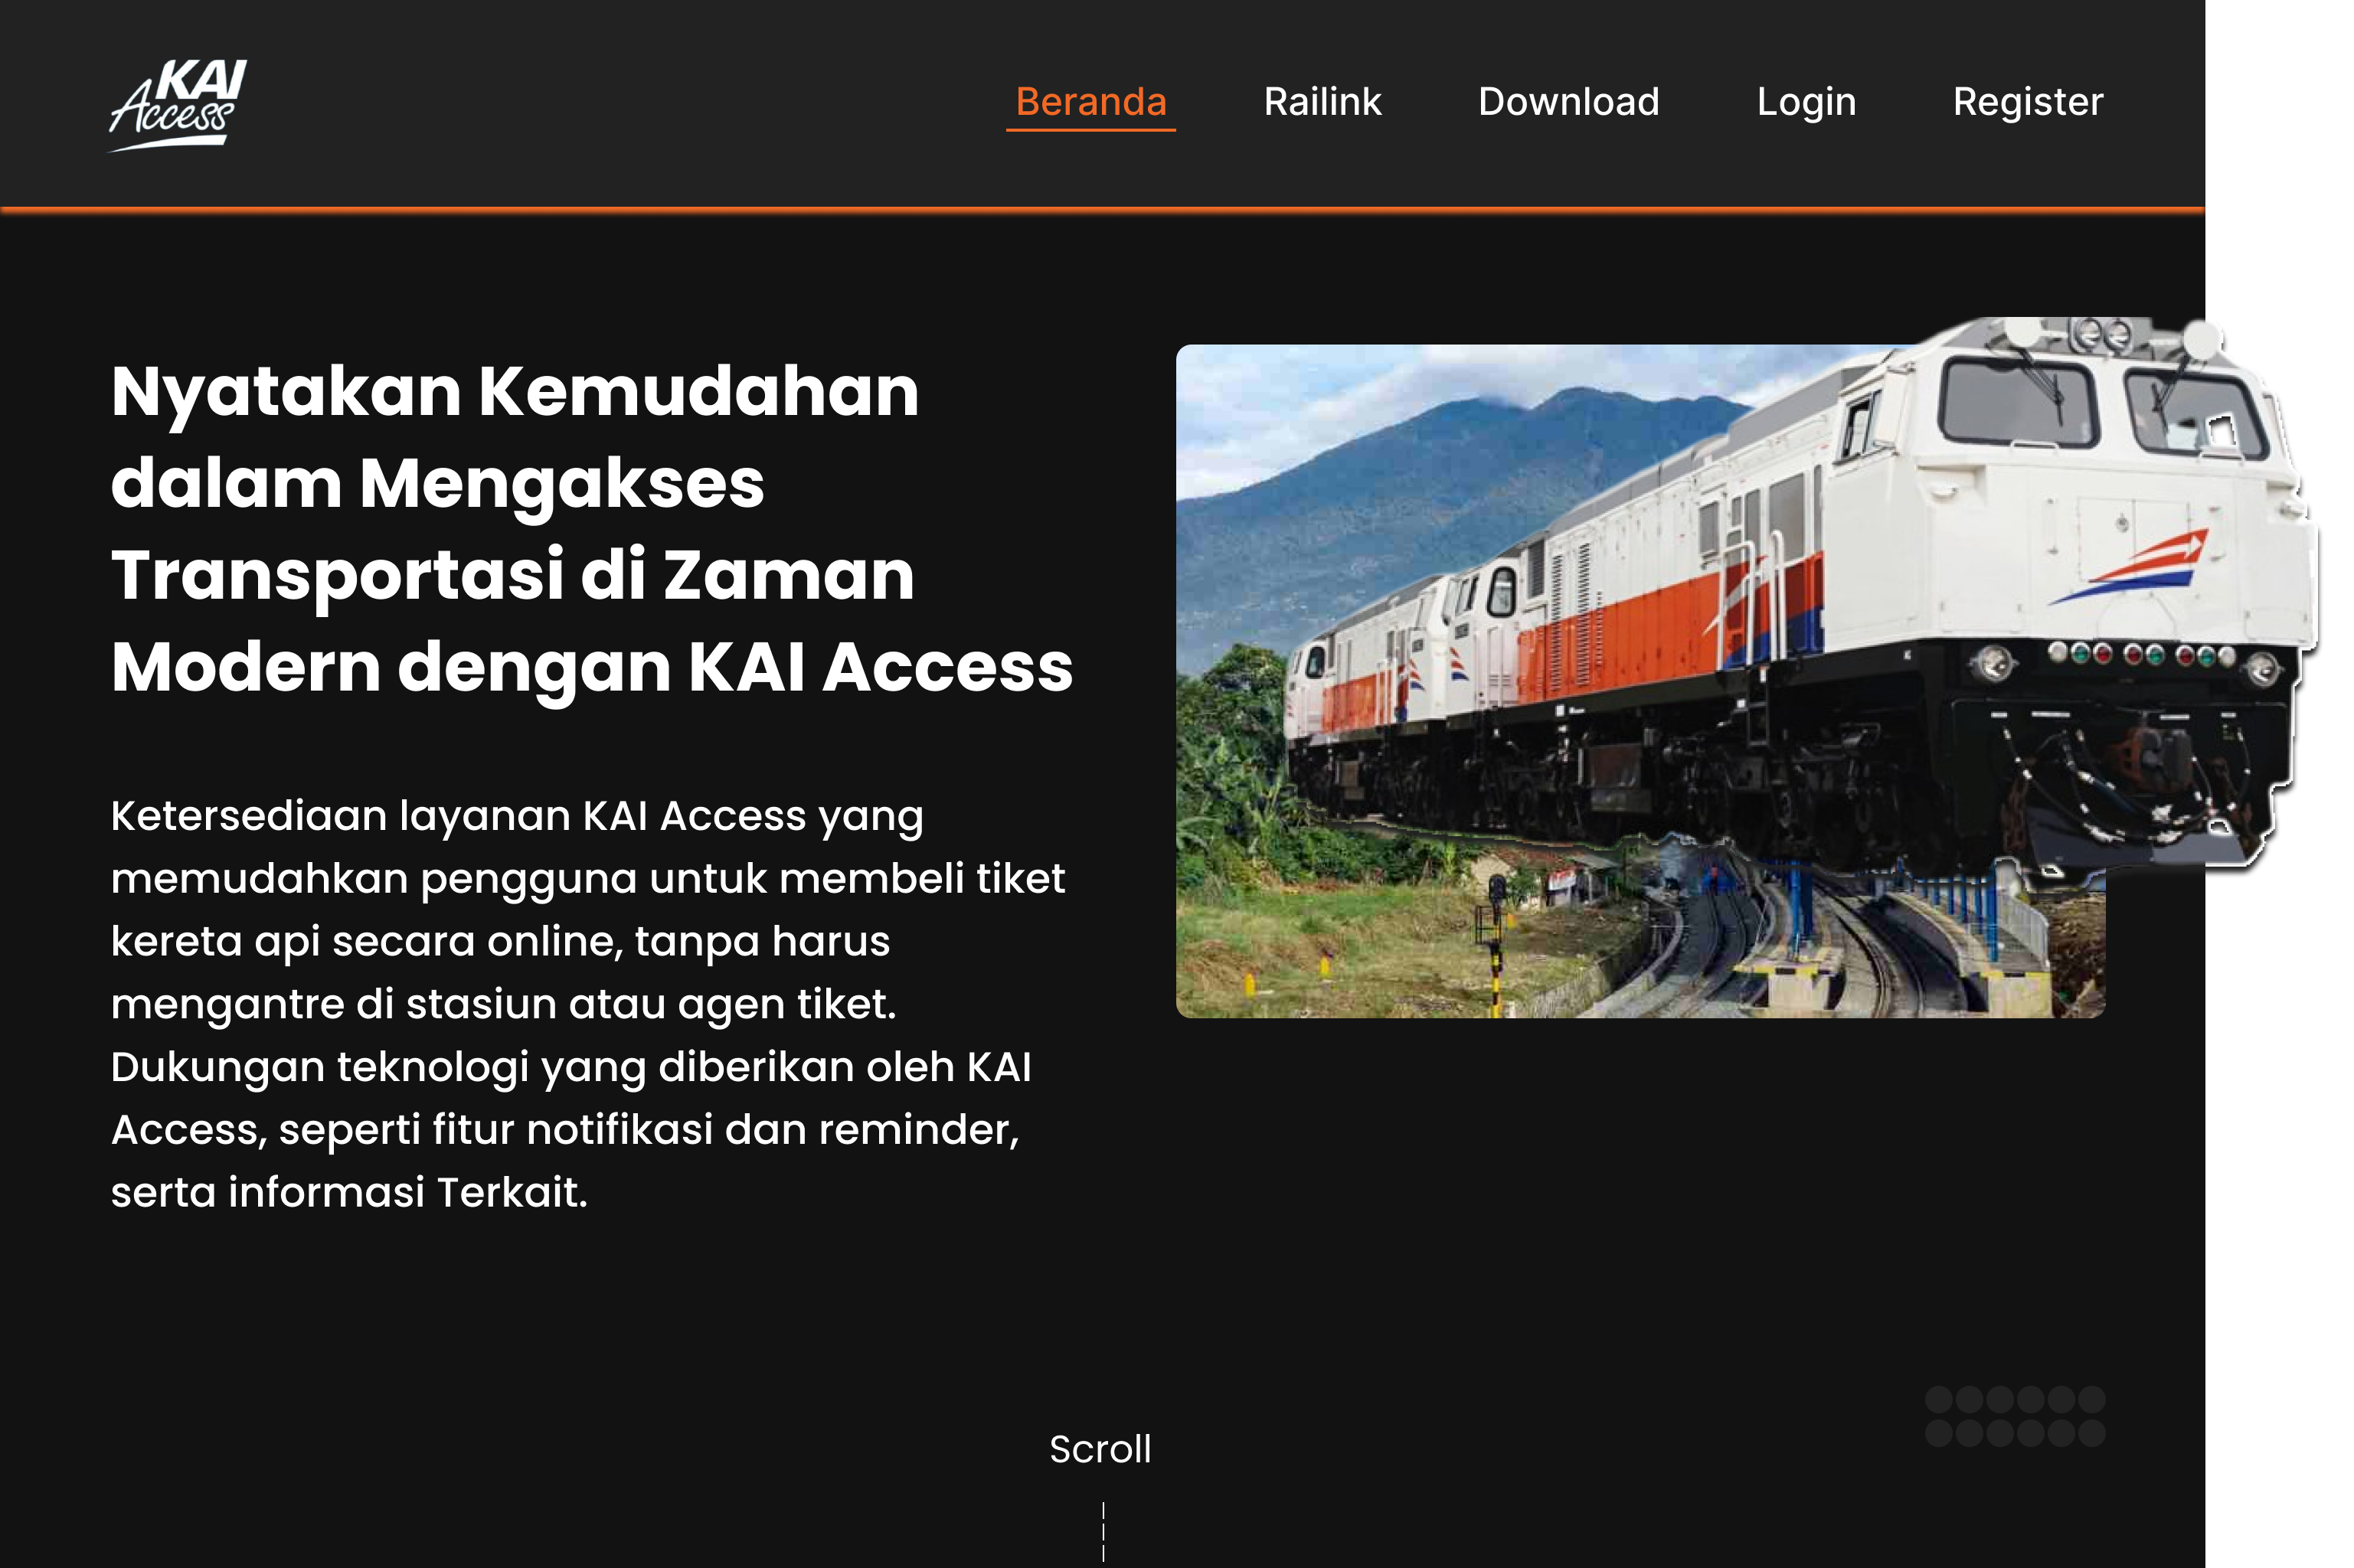 KAI
Access
Beranda
Railink
Download
Login
Register
Nyatakan Kemudahan
dalam Mengakses
Transportasi di Zaman
Modern dengan KAI Access
Ketersediaan layanan KAI Access yang
memudahkan pengguna untuk membeli tiket
kereta api secara online, tanpa harus
mengantre di stasiun atau agen tiket.
Dukungan teknologi yang diberikan oleh KAI
Access, seperti fitur notifikasi dan reminder,
serta informasi Terkait.
Scroll